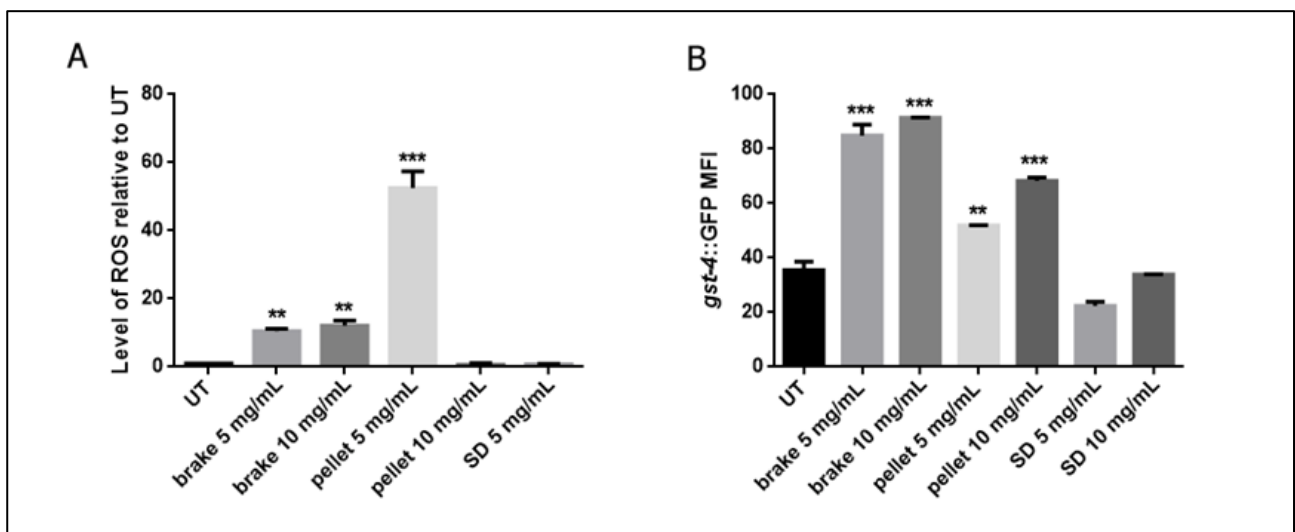 A
Level of ROS relative to UT
80
60
40
20
0
**
**
***
UT
brake 5 mg/mL
brake 10 mg/mL
pellet 5 mg/mL
pellet 10 mg/mL
SD 5 mg/mL
B
gst-4::GFP MFI
100
80
60
40
20
0
***
***
**
***
UT
brake 5 mg/mL
brake 10 mg/mL
pellet 5 mg/mL
pellet 10 mg/mL
SD 5 mg/mL
SD 10 mg/mL